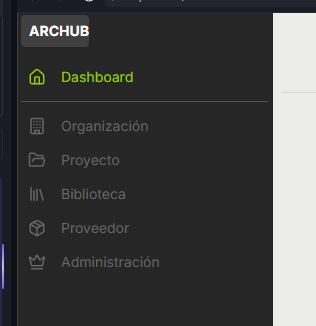 ARCHUB
Dashboard
Organización
Proyecto
Biblioteca
Proveedor
Administración